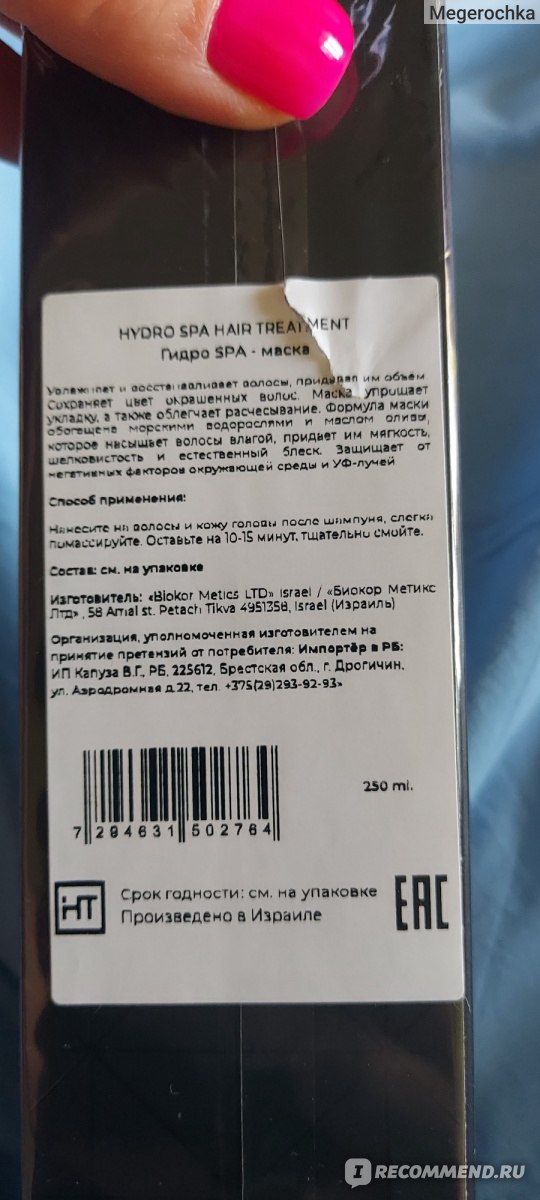 Megerochka
HYDRO SPA HAIR TREATMENT
Гидро SPA - маска
Увлажняет и восстанавливает волосы, придавая им объем.
Сохраняет цвет окрашенных волос. Маска упрощает
укладку, а также облегчает расчесывание. Формула маски
обогащена морскими водорослями и маслом оливы,
которое насыщает волосы влагой, придает им мягкость,
шелковистость и естественный блеск. Защищает от
негативных факторов окружающей среды и УФ-лучей
Способ применения:
Нанесите на волосы и кожу головы после шампуня, слегка
помассируйте. Оставьте на 10-15 минут, тщательно смойте.
Состав: см. на упаковке
Изготовитель: «Biokor Metics LTD» Israel / «Биокор Метикс
Лтд» , 58 Amal st. Petach Tikva 4951358, Israel (Израиль)
Организация, уполномоченная изготовителем на
принятие претензий от потребителя: Импортёр в РБ:
ИП Капуза В.Г., РБ, 225612, Брестская обл., г. Дрогичин,
ул. Аэродромная д.22, тел. +375(29)293-92-93»
250 ml.
7 294631 502764
HT
Срок годности: см. на упаковке
Произведено в Израиле
EAC
IRECOMMEND.RU